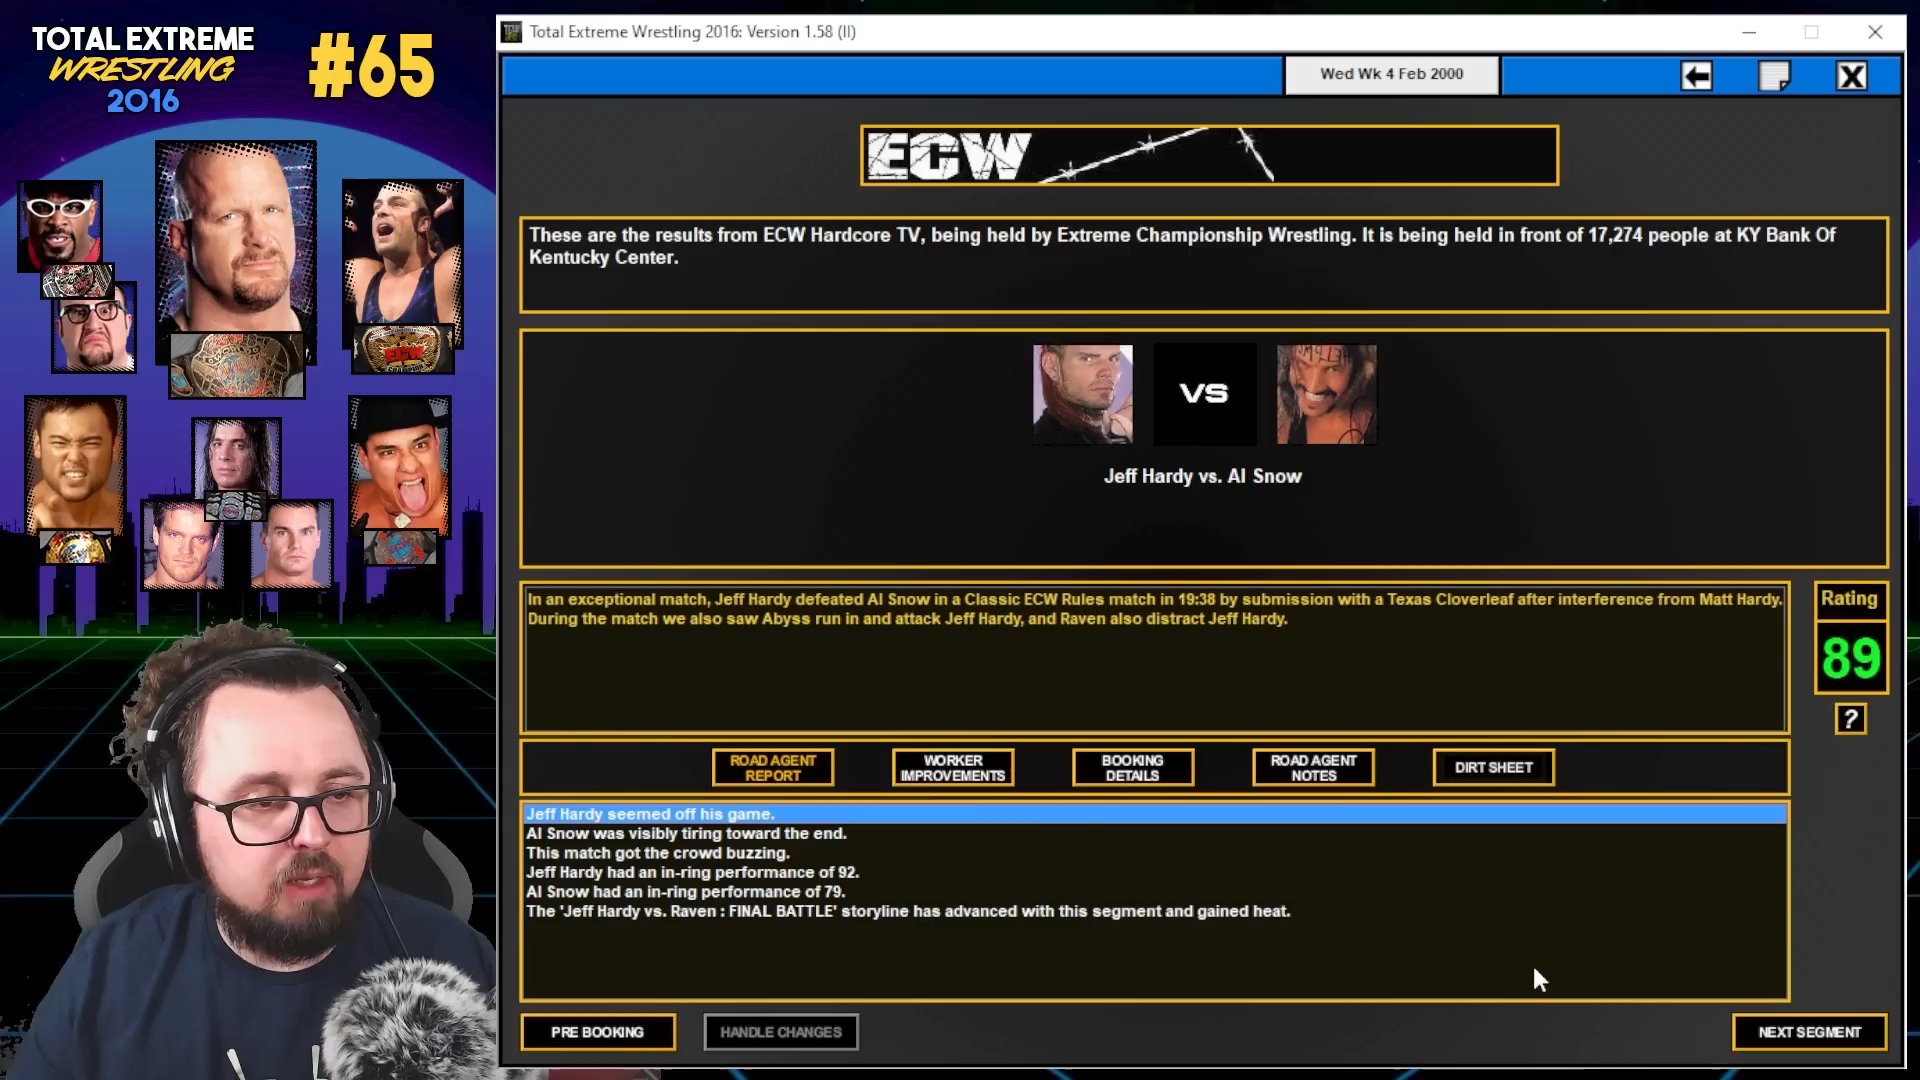 TOTAL EXTREME
WRESTLING
2016
#65
Total Extreme Wrestling 2016: Version 1.58 (II)
Wed Wk 4 Feb 2000
ECW
These are the results from ECW Hardcore TV, being held by Extreme Championship Wrestling. It is being held in front of 17,274 people at KY Bank Of
Kentucky Center.
VS
Jeff Hardy vs. Al Snow
In an exceptional match, Jeff Hardy defeated Al Snow in a Classic ECW Rules match in 19:38 by submission with a Texas Cloverleaf after interference from Matt Hardy.
During the match we also saw Abyss run in and attack Jeff Hardy, and Raven also distract Jeff Hardy.
Rating
89
?
ROAD AGENT
REPORT
WORKER
IMPROVEMENTS
BOOKING
DETAILS
ROAD AGENT
NOTES
DIRT SHEET
Jeff Hardy seemed off his game.
Al Snow was visibly tiring toward the end.
This match got the crowd buzzing.
Jeff Hardy had an in-ring performance of 92.
Al Snow had an in-ring performance of 79.
The 'Jeff Hardy vs. Raven : FINAL BATTLE' storyline has advanced with this segment and gained heat.
PRE BOOKING
HANDLE CHANGES
NEXT SEGMENT